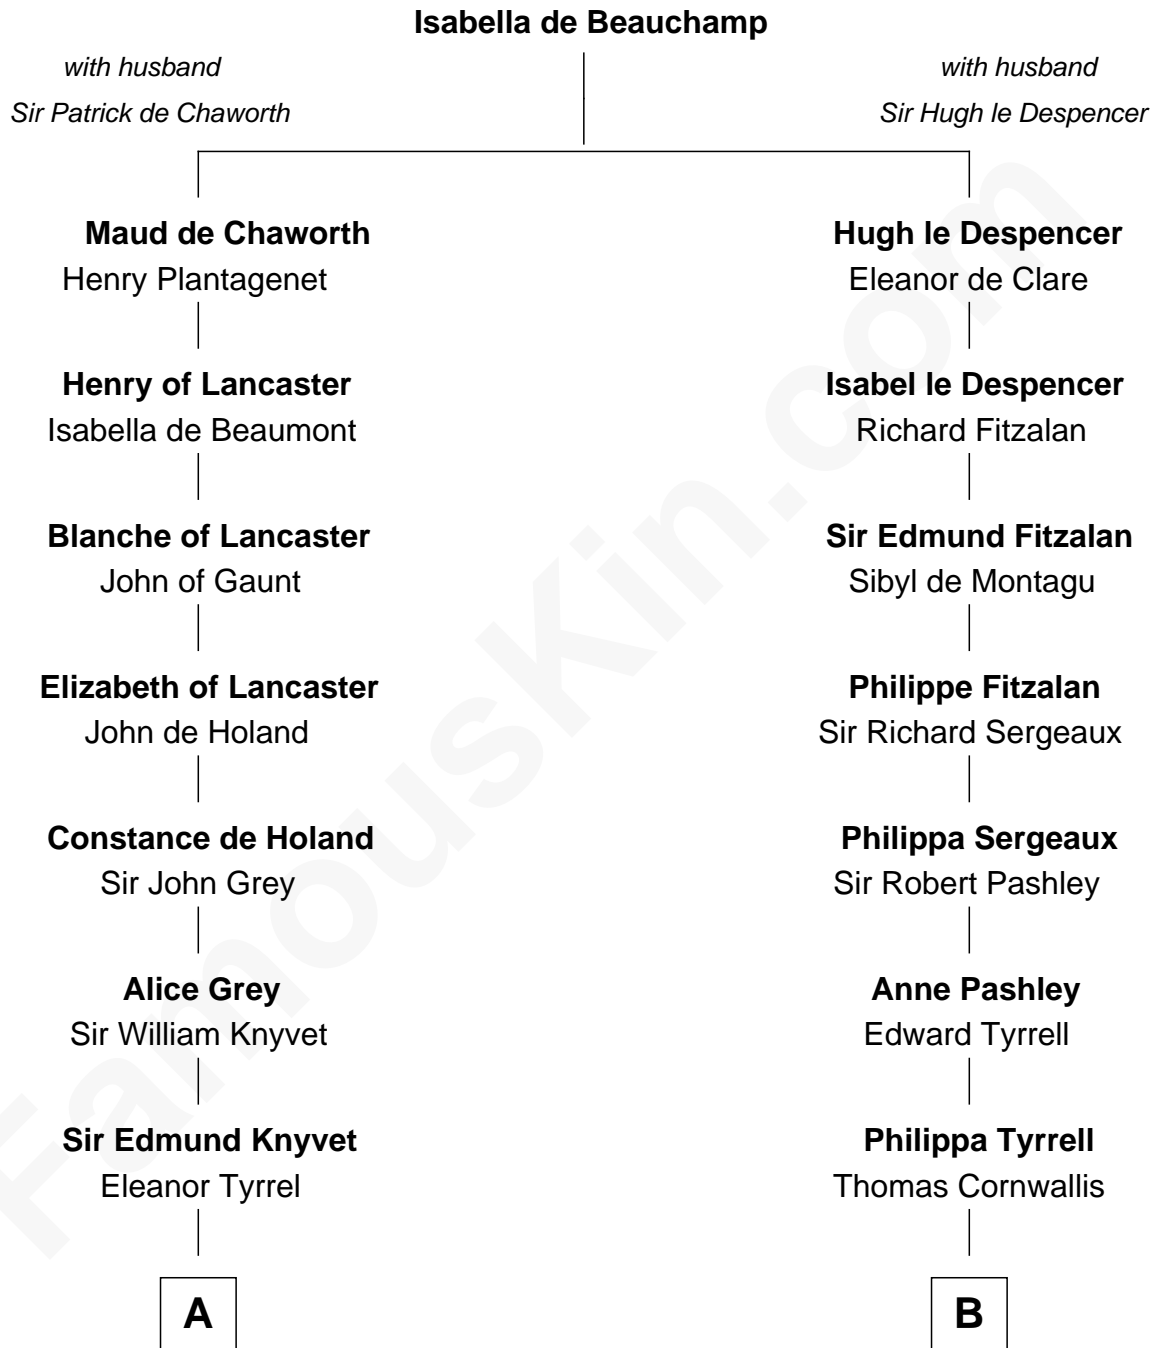 Isabella de Beauchamp
with husband
Sir Patrick de Chaworth
with husband
Sir Hugh le Despencer
Maud de Chaworth
Henry Plantagenet
Hugh le Despencer
Eleanor de Clare
Henry of Lancaster
Isabella de Beaumont
Isabel le Despencer
Richard Fitzalan
Blanche of Lancaster
John of Gaunt
Sir Edmund Fitzalan
Sibyl de Montagu
Elizabeth of Lancaster
John de Holand
Philippe Fitzalan
Sir Richard Sergeaux
Constance de Holand
Sir John Grey
Philippa Sergeaux
Sir Robert Pashley
Alice Grey
Sir William Knyvet
Anne Pashley
Edward Tyrrell
Sir Edmund Knyvet
Eleanor Tyrrel
Philippa Tyrrell
Thomas Cornwallis
A
B
FamousKin.com